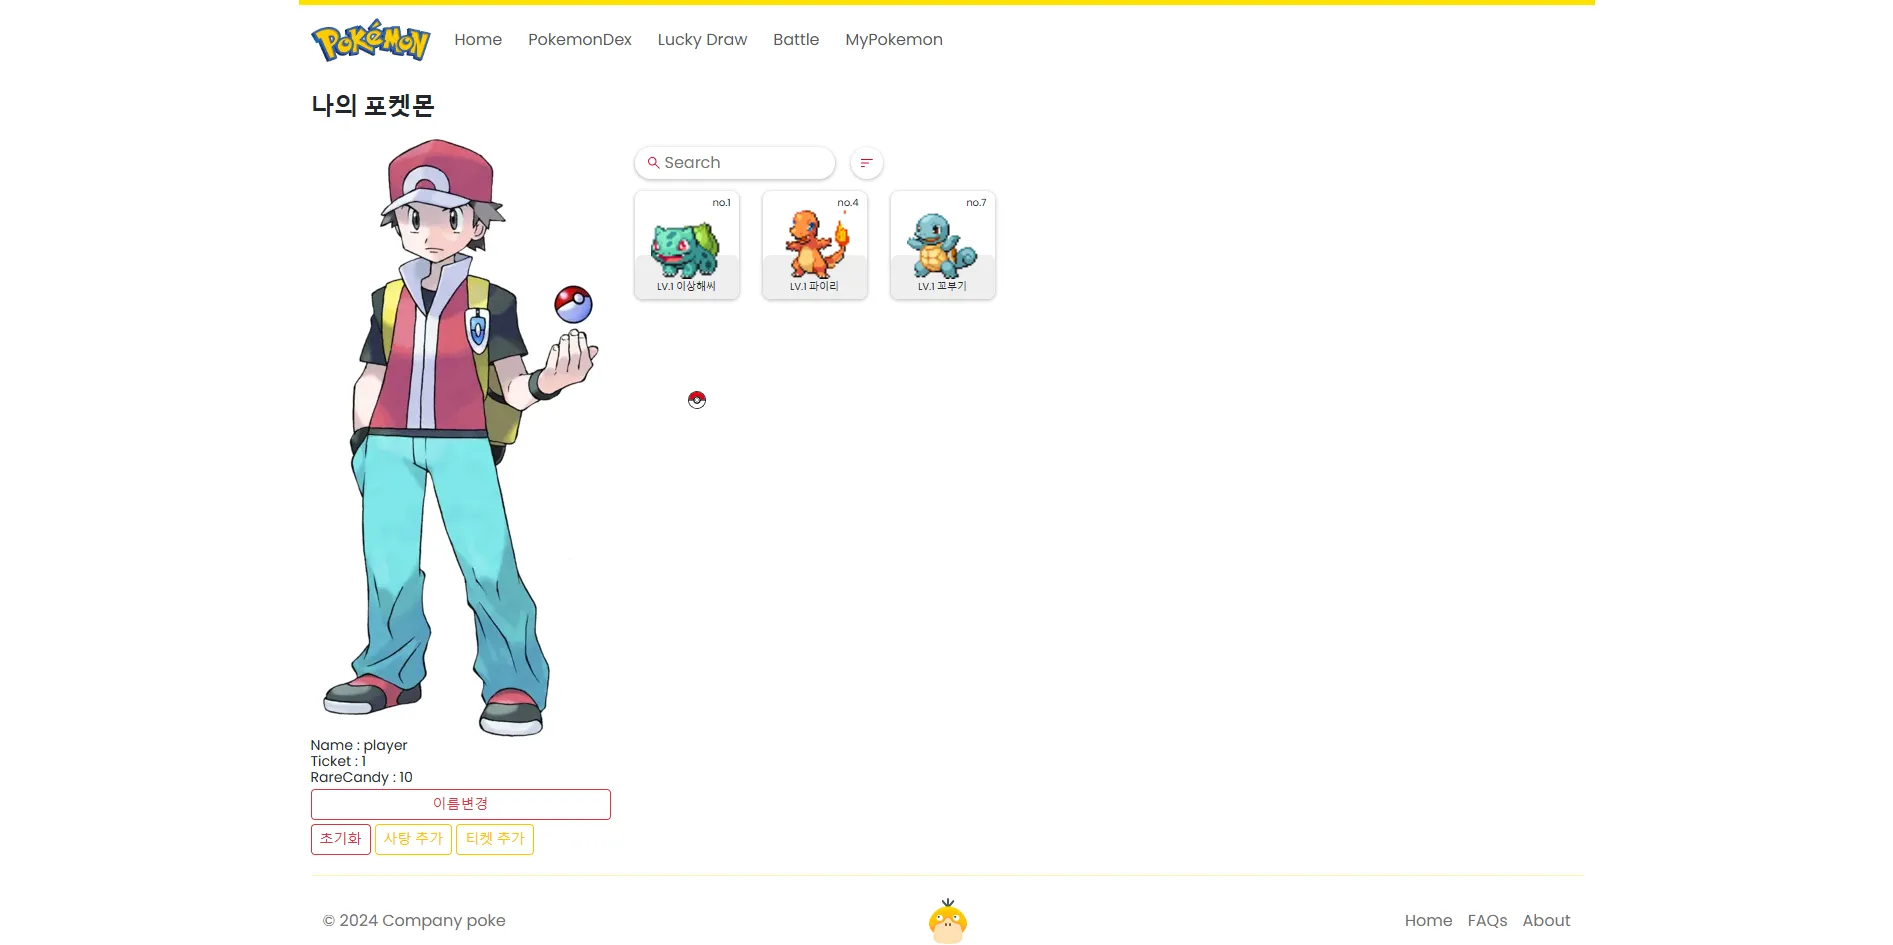 Pokémon
Home PokemonDex Lucky Draw Battle MyPokemon
나의 포켓몬
Search
no.1
LV.1 이상해씨
no.4
LV.1 파이리
no.7
LV.1 꼬부기
Name : player
Ticket : 1
RareCandy : 10
이름변경
초기화 사탕 추가 티켓 추가
© 2024 Company poke
Home FAQs About